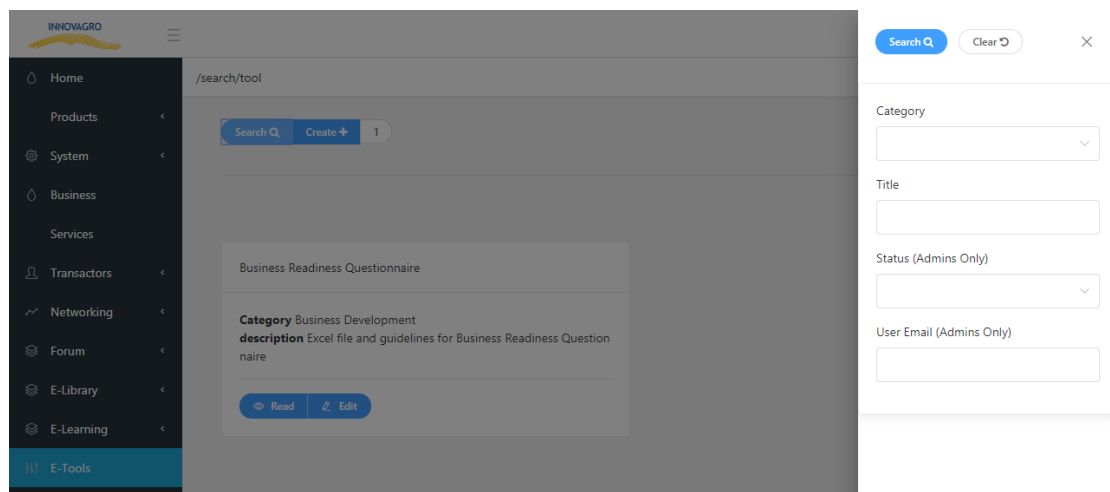 INNOVAGRO
Home
Products
System
Business
Services
Transactors
Networking
Forum
E-Library
E-Learning
E-Tools
/search/tool
Search
Create
1
Business Readiness Questionnaire
Category Business Development
description Excel file and guidelines for Business Readiness Question
naire
Read
Edit
Search
Clear
Category
Title
Status (Admins Only)
User Email (Admins Only)